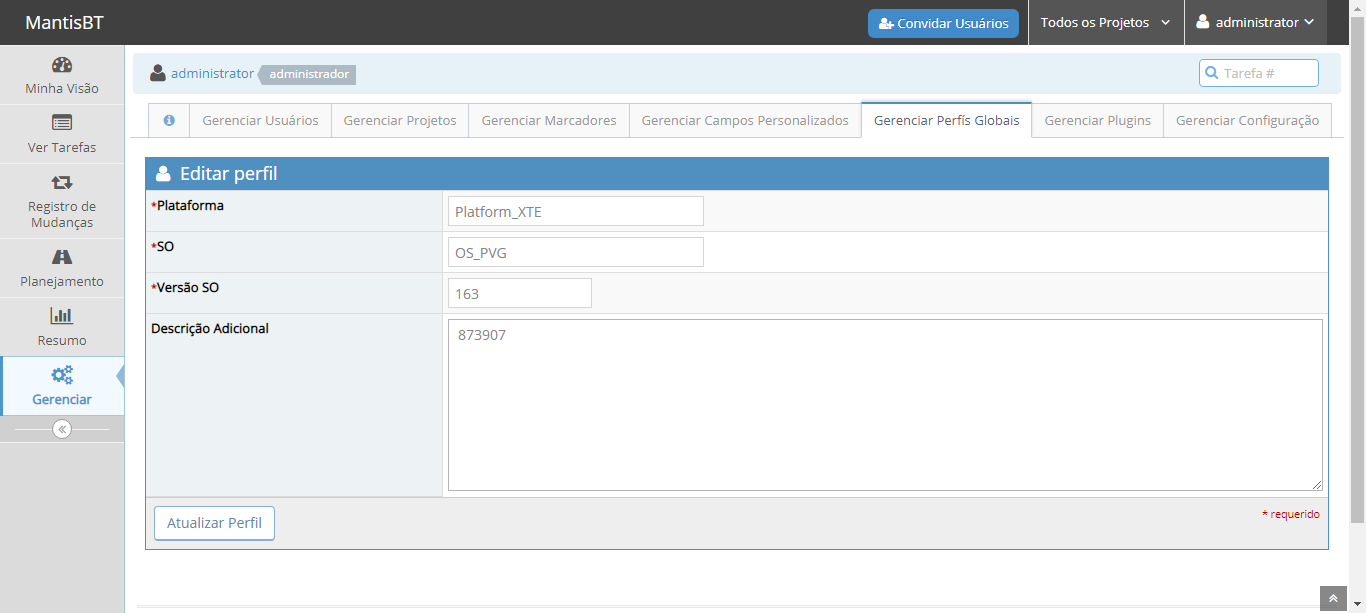 MantisBT
Convidar Usuários
Todos os Projetos
administrator
Minha Visão
Ver Tarefas
Registro de
Mudanças
Planejamento
Resumo
Gerenciar
administrator administrador
Tarefa #
Gerenciar Usuários
Gerenciar Projetos
Gerenciar Marcadores
Gerenciar Campos Personalizados
Gerenciar Perfís Globais
Gerenciar Plugins
Gerenciar Configuração
Editar perfil
*Plataforma
Platform_XTE
*SO
OS_PVG
*Versão SO
163
Descrição Adicional
873907
Atualizar Perfil
* requerido